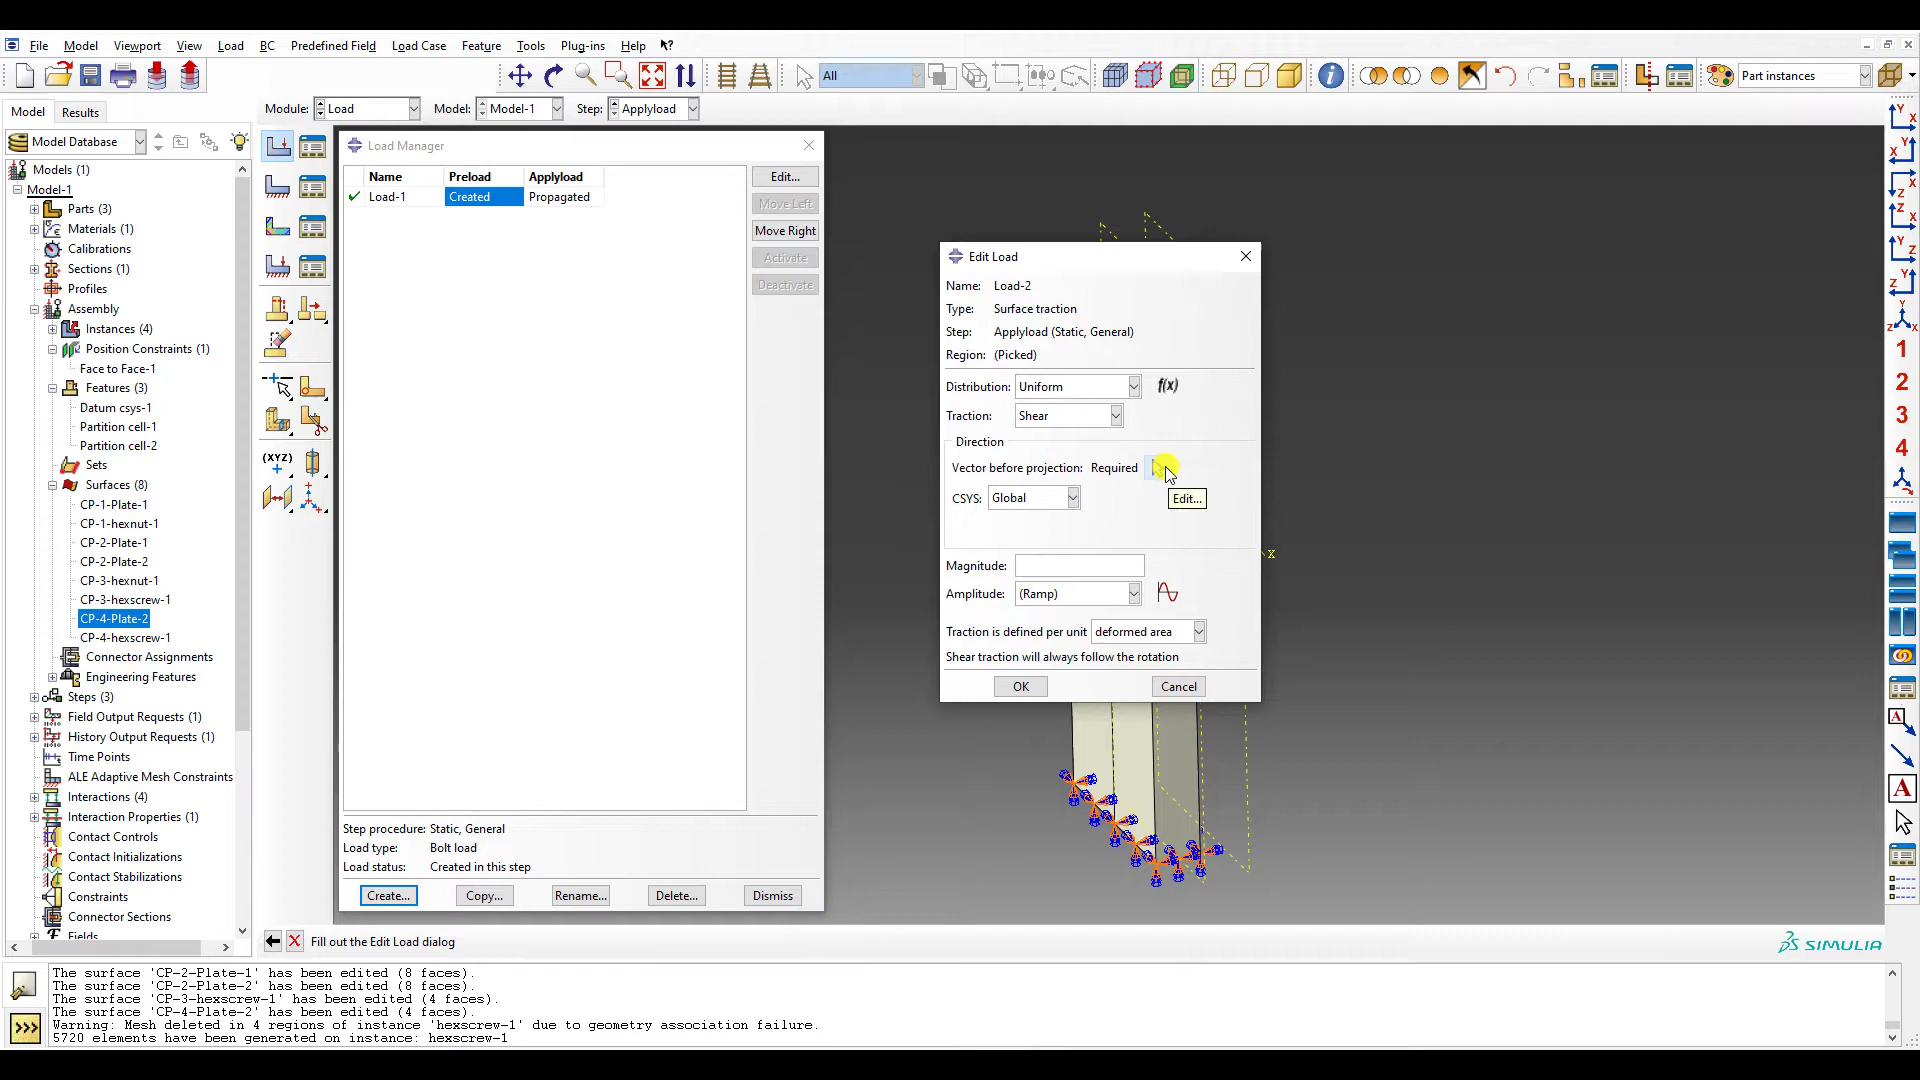 File Model Viewport View Load BC Predefined Field Load Case Feature Tools Plug-ins Help
All
Part instances
Model Results
Module: Load Model: Model-1 Step: Applyload
Model Database
Models (1)
Model-1
Parts (3)
Materials (1)
Calibrations
Sections (1)
Profiles
Assembly
Instances (4)
Position Constraints (1)
Face to Face-1
Features (3)
Datum csys-1
Partition cell-1
Partition cell-2
Sets
Surfaces (8)
CP-1-Plate-1
CP-1-hexnut-1
CP-2-Plate-1
CP-2-Plate-2
CP-3-hexnut-1
CP-3-hexscrew-1
CP-4-Plate-2
CP-4-hexscrew-1
Connector Assignments
Engineering Features
Steps (3)
Field Output Requests (1)
History Output Requests (1)
Time Points
ALE Adaptive Mesh Constraints
Interactions (4)
Interaction Properties (1)
Contact Controls
Contact Initializations
Contact Stabilizations
Constraints
Connector Sections
Fields
(XYZ)
Load Manager
Name Preload Applyload
Load-1 Created Propagated
Edit...
Move Left
Move Right
Activate
Deactivate
Step procedure: Static, General
Load type: Bolt load
Load status: Created in this step
Create... Copy... Rename... Delete... Dismiss
Edit Load
Name: Load-2
Type: Surface traction
Step: Applyload (Static, General)
Region: (Picked)
Distribution: Uniform f(x)
Traction: Shear
Direction
Vector before projection: Required
Edit...
CSYS: Global
Magnitude:
Amplitude: (Ramp)
Traction is defined per unit deformed area
Shear traction will always follow the rotation
OK Cancel
X
1
2
3
4
A
A
Fill out the Edit Load dialog
DS SIMULIA
The surface 'CP-2-Plate-1' has been edited (8 faces).
The surface 'CP-2-Plate-2' has been edited (8 faces).
The surface 'CP-3-hexscrew-1' has been edited (4 faces).
The surface 'CP-4-Plate-2' has been edited (4 faces).
Warning: Mesh deleted in 4 regions of instance 'hexscrew-1' due to geometry association failure.
5720 elements have been generated on instance: hexscrew-1
>>>